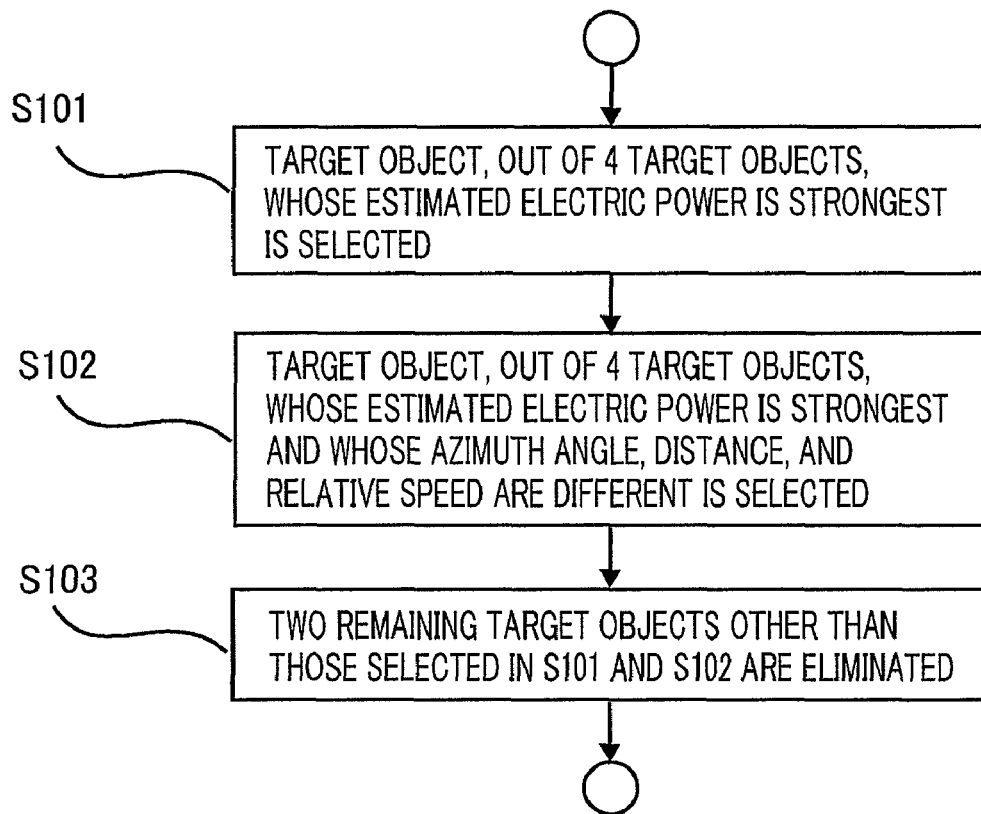 S101
TARGET OBJECT, OUT OF 4 TARGET OBJECTS,
WHOSE ESTIMATED ELECTRIC POWER IS STRONGEST
IS SELECTED
S102
TARGET OBJECT, OUT OF 4 TARGET OBJECTS,
WHOSE ESTIMATED ELECTRIC POWER IS STRONGEST
AND WHOSE AZIMUTH ANGLE, DISTANCE, AND
RELATIVE SPEED ARE DIFFERENT IS SELECTED
S103
TWO REMAINING TARGET OBJECTS OTHER THAN
THOSE SELECTED IN S101 AND S102 ARE ELIMINATED